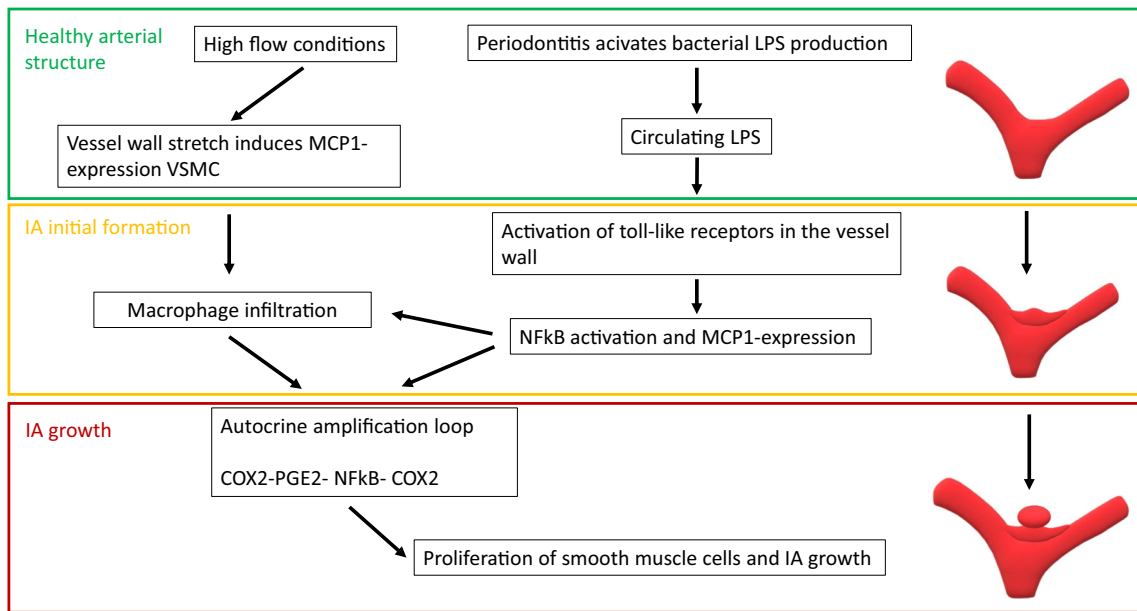 Healthy arterial
structure
High flow conditions
Periodontitis acivates bacterial LPS production
Vessel wall stretch induces MCP1-
expression VSMC
Circulating LPS
IA initial formation
Activation of toll-like receptors in the vessel
wall
Macrophage infiltration
NFkB activation and MCP1-expression
IA growth
Autocrine amplification loop
COX2-PGE2- NFkB- COX2
Proliferation of smooth muscle cells and IA growth